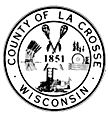 COUNTY OF LA CROSSE
1851
WISCONSIN